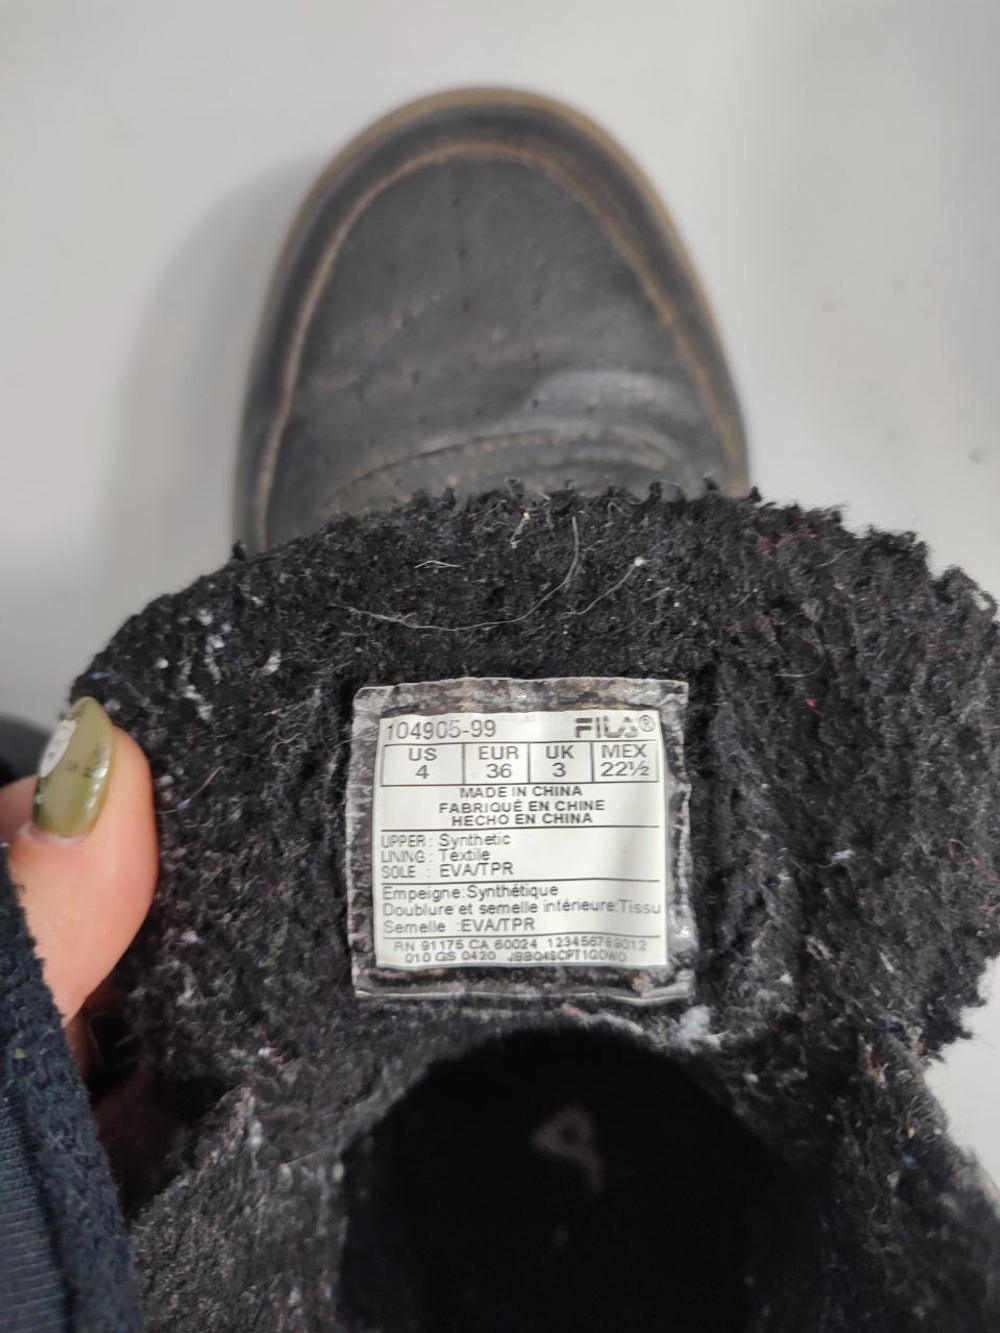 104905-99 FILA®
US EUR UK MEX
4 36 3 22½
MADE IN CHINA
FABRIQUÉ EN CHINE
HECHO EN CHINA
UPPER: Synthetic
LINING: Textile
SOLE : EVA/TPR
Empeigne:Synthétique
Doublure et semelle intérieure:Tissu
Semelle :EVA/TPR
RN 91175 CA 60024 123456789012
010 GS 0420